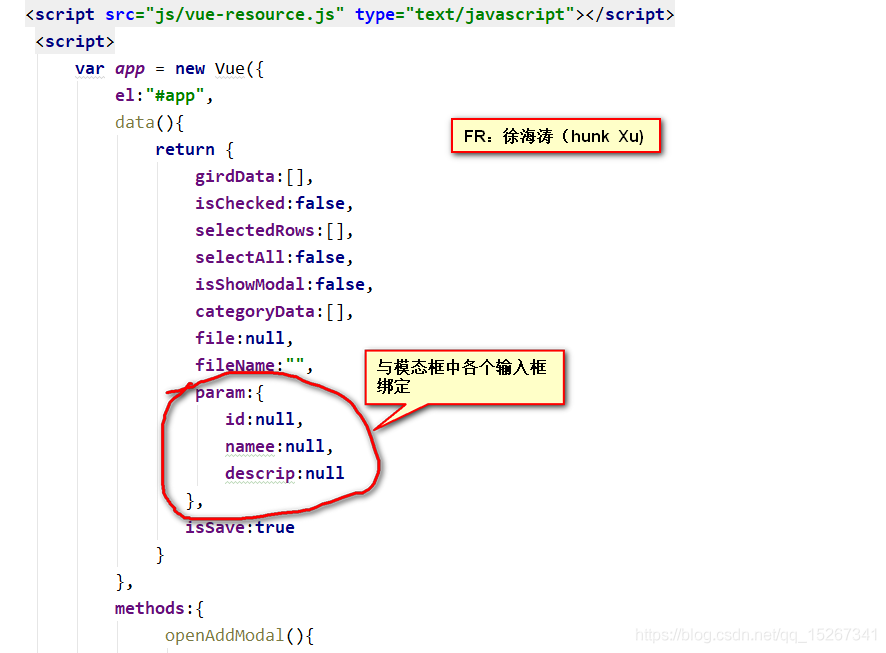 <script src="js/vue-resource.js" type="text/javascript"></script>
<script>
var app = new Vue({
el:"#app",
data(){
FR：徐海涛（hunk Xu)
return {
girdData:[],
isChecked:false,
selectedRows:[],
selectAll:false,
isShowModal:false,
categoryData:[],
file:null,
fileName:"",
与模态框中各个输入框
绑定
param:{
id:null,
namee:null,
descrip:null
},
isSave:true
}
},
methods:{
openAddModal(){
https://blog.csdn.net/qq_15267341